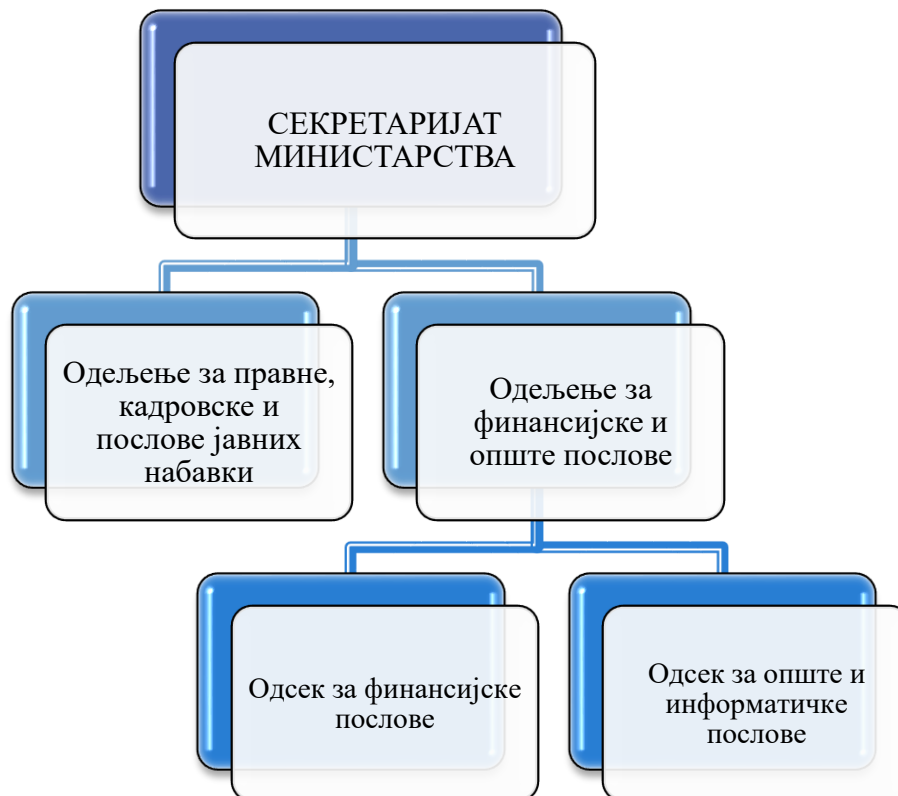 СЕКРЕТАРИЈАТ
МИНИСТАРСТВА
Одељење за правне,
кадровске и
послове јавних
набавки
Одељење за
финансијске и
опште послове
Одсек за финансијске
послове
Одсек за опште и
информатичке
послове